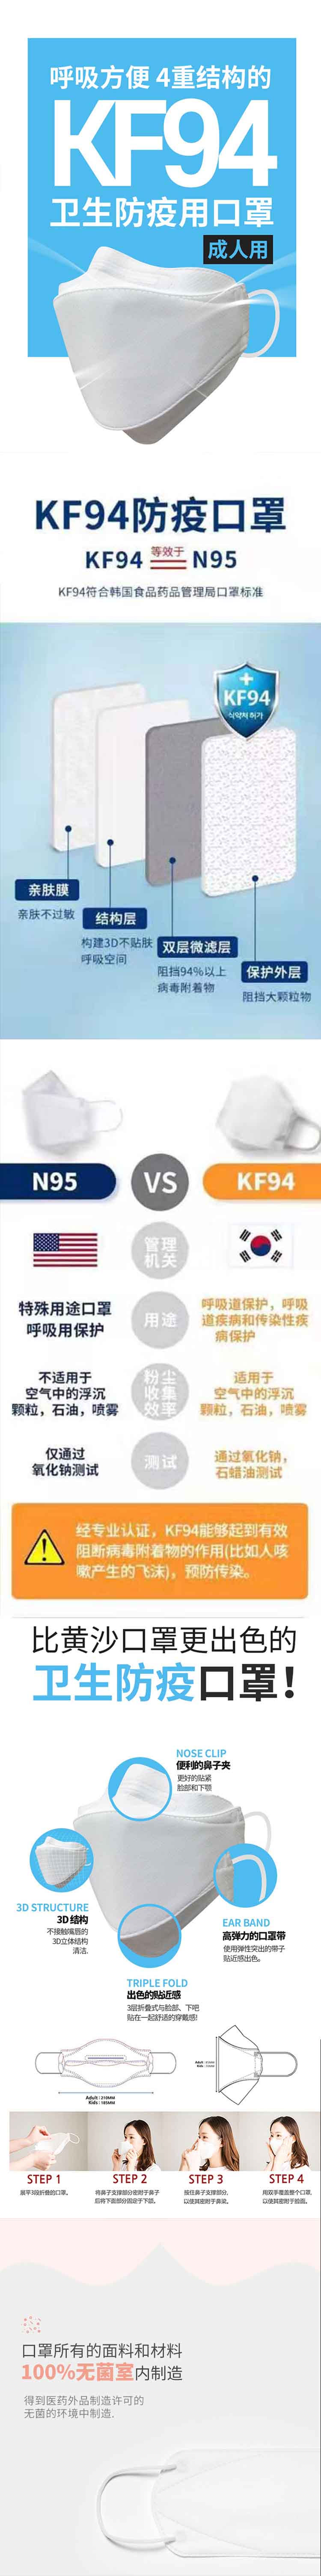 呼吸方便 4重结构的
KF94
卫生防疫用口罩
成人用
KF94防疫口罩
KF94 等效于 N95
KF94符合韩国食品药品管理局口罩标准
KF94
식약처 허가
亲肤膜
亲肤不过敏
结构层
构建3D不贴肤
呼吸空间
双层微滤层
阻挡94%以上
病毒附着物
保护外层
阻挡大颗粒物
N95
VS
KF94
管理
机关
特殊用途口罩
呼吸用保护
用途
呼吸道保护，呼吸
道疾病和传染性疾
病保护
不适用于
空气中的浮沉
颗粒，石油，喷雾
粉尘
收集
效率
适用于
空气中的浮沉
颗粒，石油，喷雾
仅通过
氧化钠测试
测试
通过氧化钠，
石蜡油测试
经专业认证，KF94能够起到有效
阻断病毒附着物的作用(比如人咳
嗽产生的飞沫)，预防传染。
比黄沙口罩更出色的
卫生防疫口罩!
NOSE CLIP
便利的鼻子夹
更好的贴紧
脸部和下颚
3D STRUCTURE
3D 结构
不接触嘴唇的
3D立体结构
清洁.
EAR BAND
高弹力的口罩带
使用弹性突出的带子
贴近感出色。
TRIPLE FOLD
出色的贴近感
3层折叠式与脸部、下吧
贴在一起舒适的穿戴感!
Adult : 210MM
Kids : 185MM
STEP 1
展平3段折叠的口罩。
STEP 2
将鼻子支撑部分密附于鼻子
后将下面部分固定于下颌。
STEP 3
按住鼻子支撑部分,
以使其密附于鼻梁。
STEP 4
用双手覆盖整个口罩,
以使其密附于脸面。
口罩所有的面料和材料
100%无菌室内制造
得到医药外品制造许可的
无菌的环境中制造.